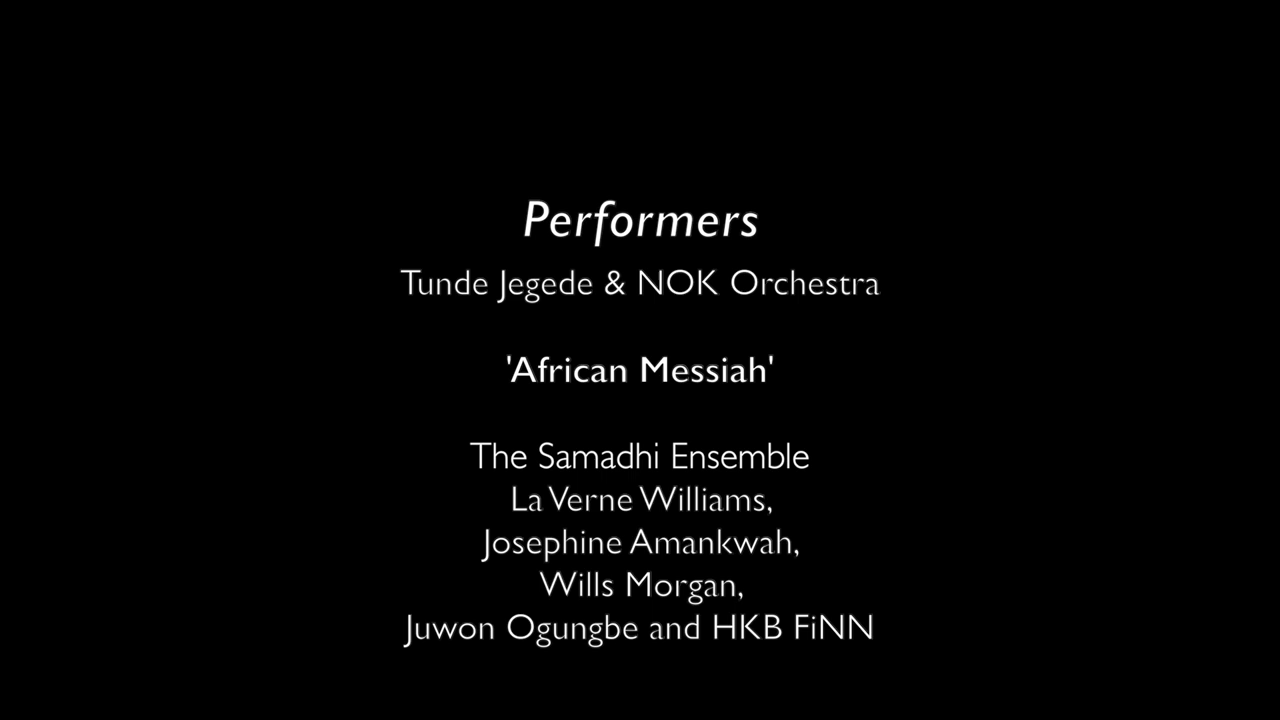 Performers
Tunde Jegede & NOK Orchestra
'African Messiah'
The Samadhi Ensemble
La Verne Williams,
Josephine Amankwah,
Wills Morgan,
Juwon Ogungbe and HKB FiNN